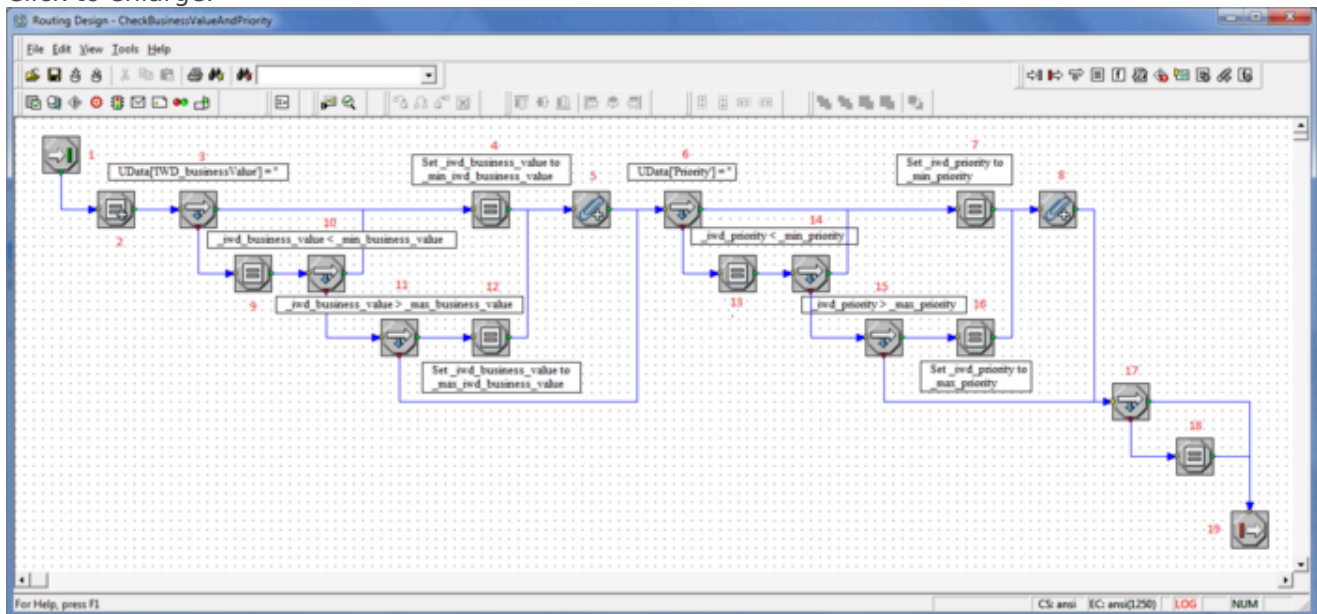 Click to enlarge.
Routing Design - CheckBusinessValueAndPriority
File Edit View Tools Help
1
3
UData['IWD_businessValue'] = ''
4
Set _iwd_business_value to
_min_iwd_business_value
5
6
UData['Priority'] = ''
7
Set _iwd_priority to
_min_priority
8
2
10
_iwd_business_value < _min_business_value
14
_iwd_priority < _min_priority
9
11
12
_iwd_business_value > _max_business_value
13
15
16
_iwd_priority > _max_priority
Set _iwd_business_value to
_max_iwd_business_value
Set _iwd_priority to
_max_priority
17
18
19
For Help, press F1
CS: ansi
EC: ansi(1250)
LOG
NUM